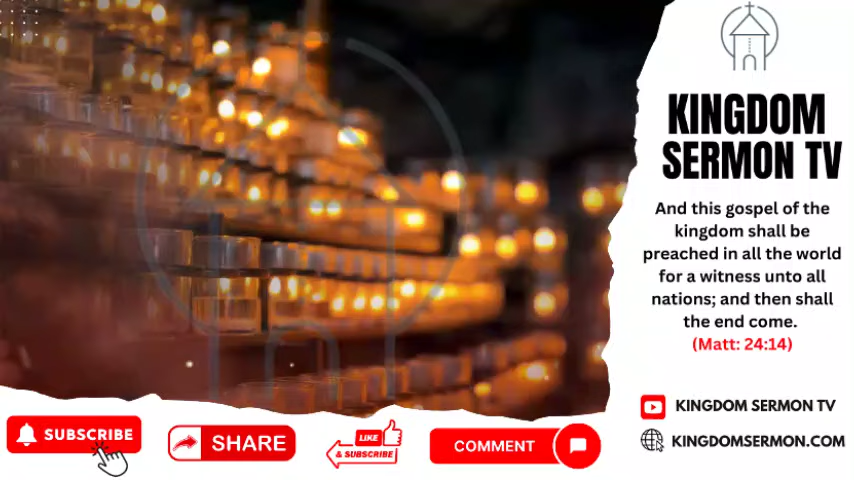 KINGDOM
SERMON TV
And this gospel of the
kingdom shall be
preached in all the world
for a witness unto all
nations; and then shall
the end come.
(Matt: 24:14)
KINGDOM SERMON TV
KINGDOMSERMON.COM
SUBSCRIBE
SHARE
LIKE
& SUBSCRIBE
COMMENT